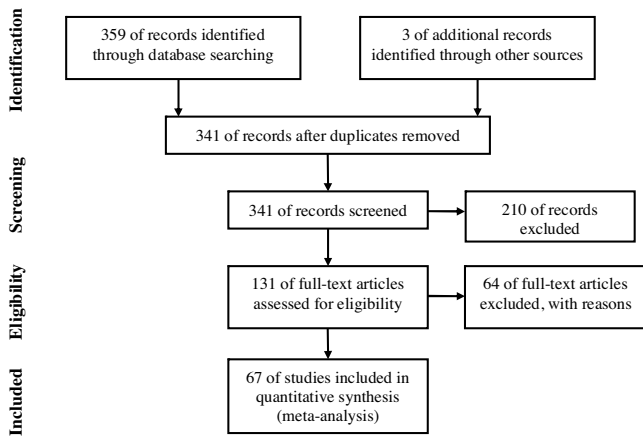 Identification
359 of records identified
through database searching
3 of additional records
identified through other sources
341 of records after duplicates removed
Screening
341 of records screened
210 of records
excluded
Eligibility
131 of full-text articles
assessed for eligibility
64 of full-text articles
excluded, with reasons
Included
67 of studies included in
quantitative synthesis
(meta-analysis)